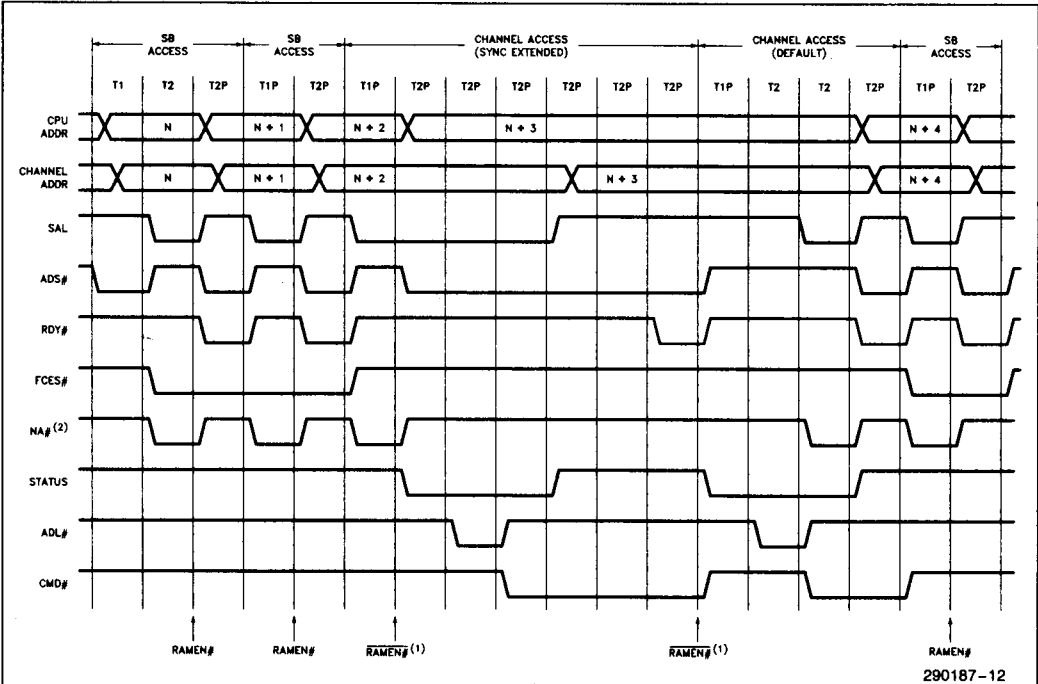 SB ACCESS
SB ACCESS
CHANNEL ACCESS (SYNC EXTENDED)
CHANNEL ACCESS (DEFAULT)
SB ACCESS
T1 T2 T2P T1P T2P T1P T2P T2P T2P T2P T2P T2P T1P T2 T2 T2P T1P T2P
CPU ADDR N N + 1 N + 2 N + 3 N + 4
CHANNEL ADDR N N + 1 N + 2 N + 3 N + 4
SAL
ADS#
RDY#
FCES#
NA#(2)
STATUS
ADL#
CMD#
RAMEN# RAMEN# RAMEN#(1) RAMEN#(1) RAMEN#
290187-12